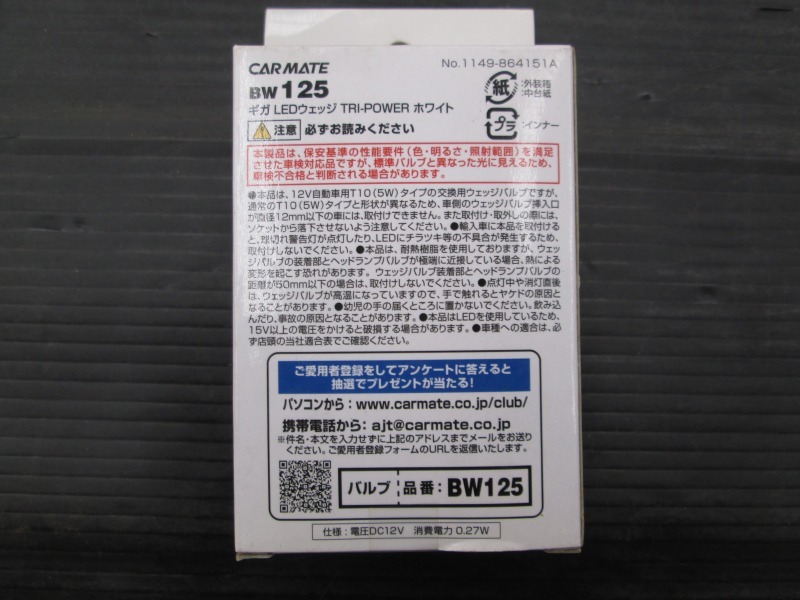 CARMATE
No.1149-864151A
BW 125
ギガ LEDウェッジ TRI-POWER ホワイト
紙 :外装箱
:中台紙
プラ :インナー
注意 必ずお読みください
本製品は、保安基準の性能要件（色・明るさ・照射範囲）を満足
させた車検対応品ですが、標準バルブと異なった光に見えるため、
車検不合格と判断される場合があります。
●本品は、12V自動車用T10（5W）タイプの交換用ウェッジバルブですが、
通常のT10（5W）タイプと形状が異なるため、車側のウェッジバルブ挿入口
が直径12mm以下の車には、取付けできません。また取付け・取外しの際には、
ソケットから落下させないよう注意してください。●輸入車に本品を取付ける
と、球切れ警告灯が点灯したり、LEDにチラツキ等の不具合が発生するため、
取付けしないでください。●本品は、耐熱樹脂を使用しておりますが、ウェッ
ジバルブの装着部とヘッドランプバルブが極端に近接している場合、熱による
変形を起こす恐れがあります。ウェッジバルブ装着部とヘッドランプバルブの
距離が50mm以下の場合は、取付けしないでください。●点灯中や消灯直後
は、ウェッジバルブが高温になっていますので、手で触れるとヤケドの原因と
なることがあります。●幼児の手の届くところに置かないでください。飲み込
んだり、事故の原因となることがあります。●本品はLEDを使用しているため、
15V以上の電圧をかけると破損する場合があります。●車種への適合は、必
ず店頭の当社適合表でご確認ください。
ご愛用者登録をしてアンケートに答えると
抽選でプレゼントが当たる!
パソコンから：www.carmate.co.jp/club/
携帯電話から：ajt@carmate.co.jp
※件名・本文を入力せずに上記のアドレスまでメールをお送り
ください。ご愛用者登録フォームのURLを返信いたします。
バルブ 品番：BW125
仕様：電圧DC12V 消費電力 0.27W